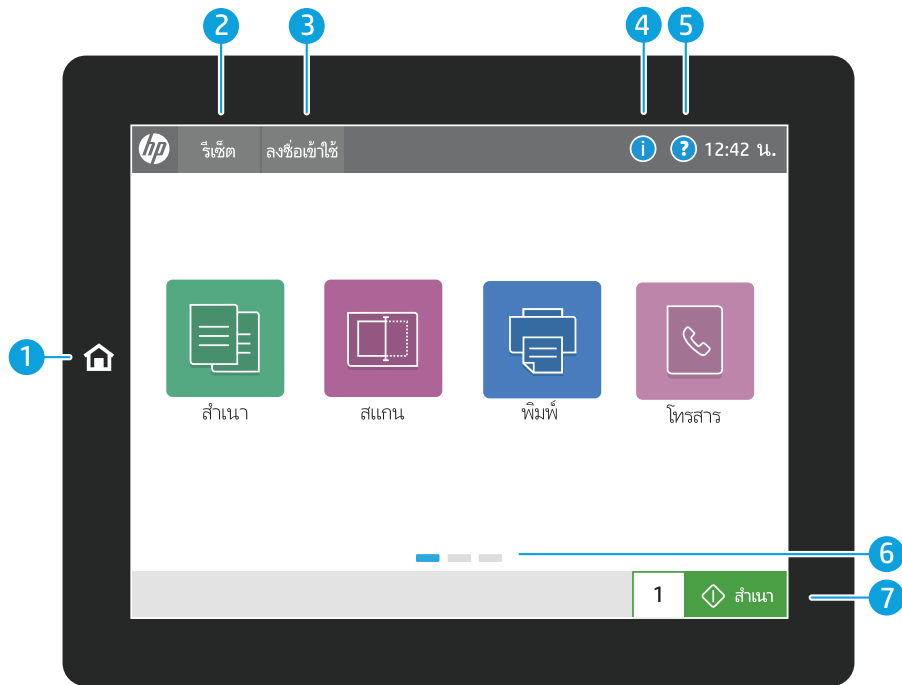 2 3 4 5
hp รีเซ็ต ลงชื่อเข้าใช้ i ? 12:42 น.
1
สำเนา สแกน พิมพ์ โทรสาร
6
1 สำเนา 7